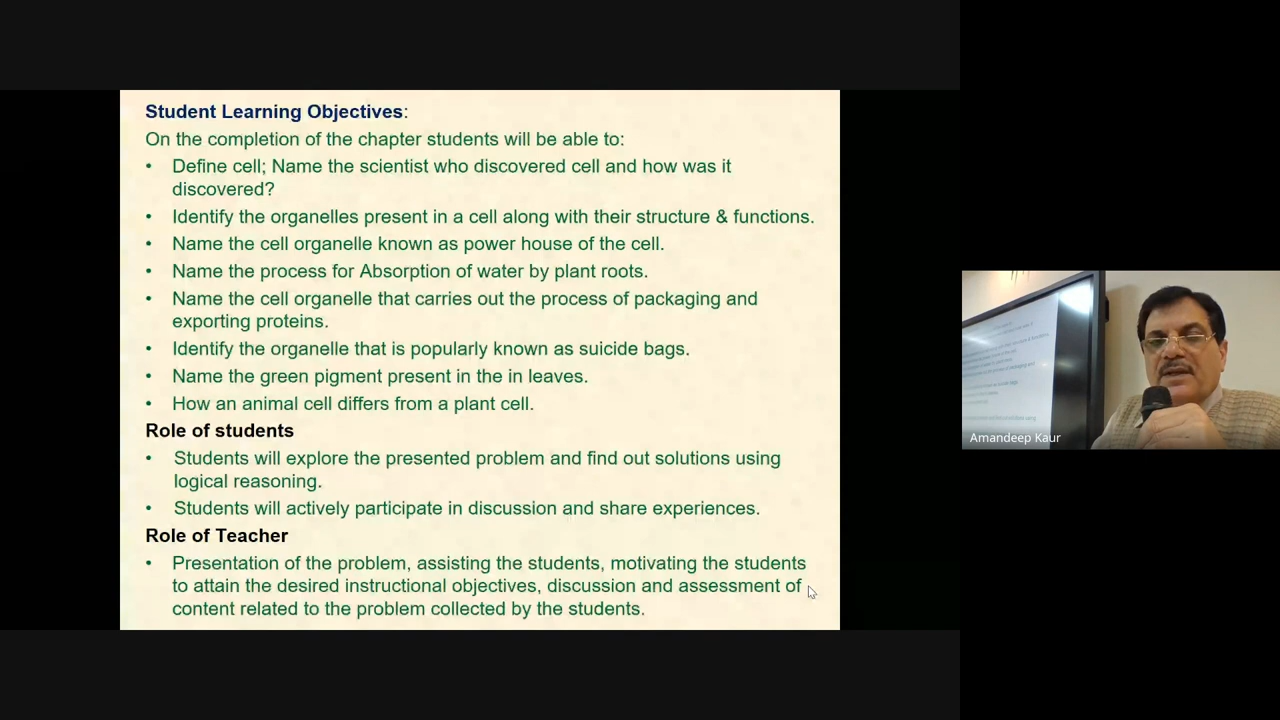 Student Learning Objectives:
On the completion of the chapter students will be able to:
• Define cell; Name the scientist who discovered cell and how was it
discovered?
• Identify the organelles present in a cell along with their structure & functions.
• Name the cell organelle known as power house of the cell.
• Name the process for Absorption of water by plant roots.
• Name the cell organelle that carries out the process of packaging and
exporting proteins.
• Identify the organelle that is popularly known as suicide bags.
• Name the green pigment present in the in leaves.
• How an animal cell differs from a plant cell.
Role of students
• Students will explore the presented problem and find out solutions using
logical reasoning.
• Students will actively participate in discussion and share experiences.
Role of Teacher
• Presentation of the problem, assisting the students, motivating the students
to attain the desired instructional objectives, discussion and assessment of
content related to the problem collected by the students.
Amandeep Kaur